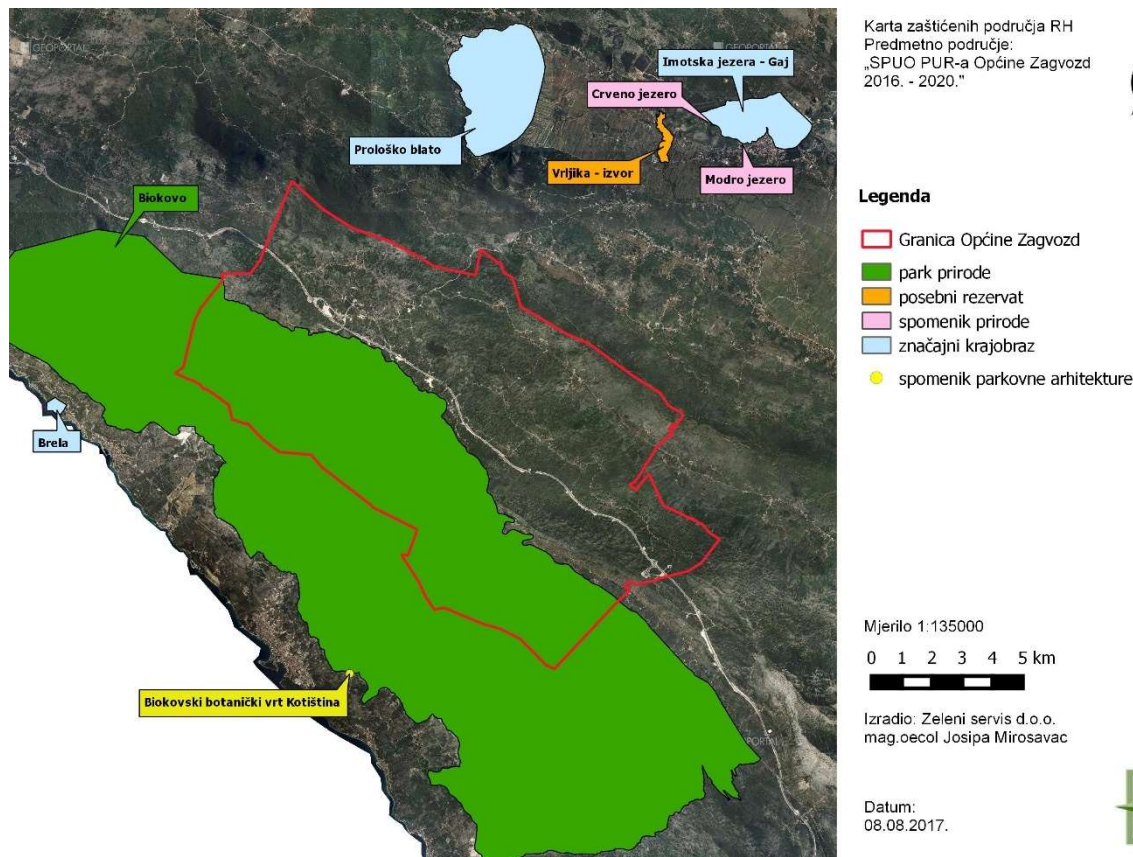 GEOPORTAL
GEOPORTAL
Prološko blato
Crveno jezero
Imotska jezera - Gaj
Vrljika - izvor
Modro jezero
Biokovo
Brela
Biokovski botanički vrt Kotiština
Karta zaštićenih područja RH
Predmetno područje:
„SPUO PUR-a Općine Zagvozd
2016. - 2020."
Legenda
Granica Općine Zagvozd
park prirode
posebni rezervat
spomenik prirode
značajni krajobraz
spomenik parkovne arhitekture
Mjerilo 1:135000
0 1 2 3 4 5 km
Izradio: Zeleni servis d.o.o.
mag.oecol Josipa Mirosavac
Datum:
08.08.2017.